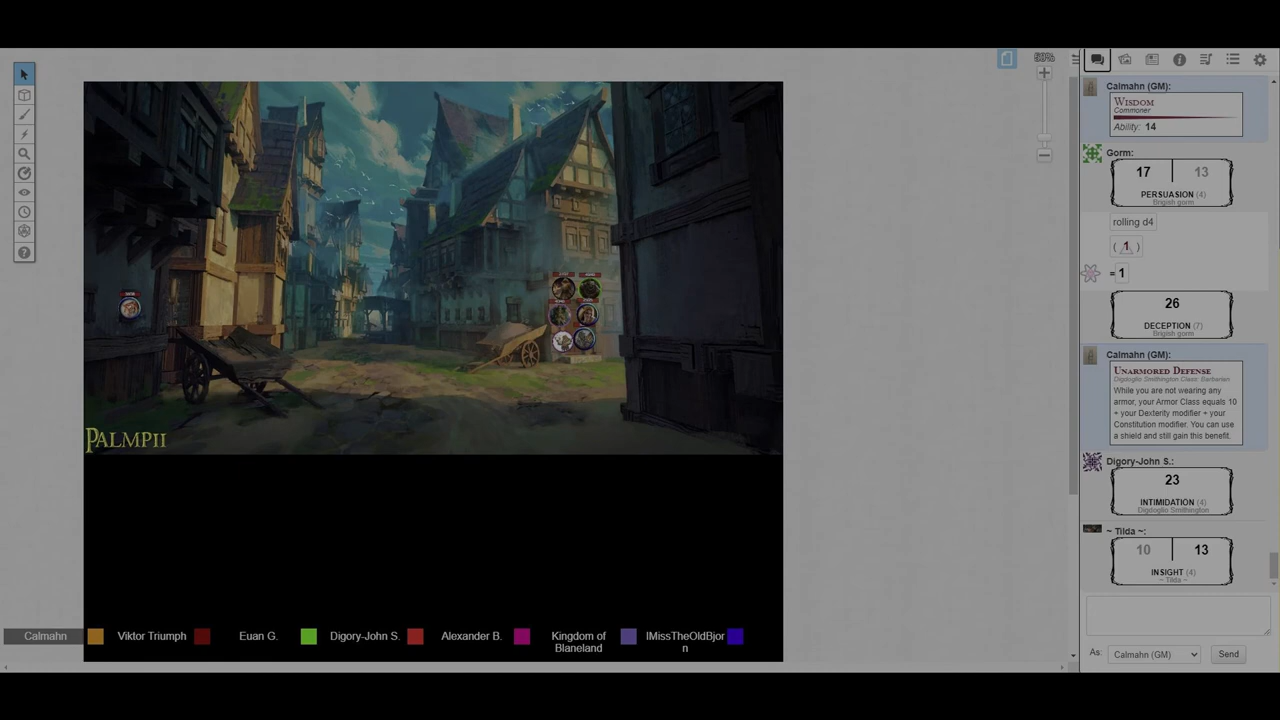 50%
Calmahn (GM):
WISDOM
Commoner
Ability: 14
Gorm:
17 | 13
PERSUASION (4)
Brigish gorm
rolling d4
( 1 )
= 1
26
DECEPTION (7)
Brigish gorm
Calmahn (GM):
UNARMORED DEFENSE
Digdoglio Smithington Class: Barbarian
While you are not wearing any
armor, your Armor Class equals 10
+ your Dexterity modifier + your
Constitution modifier. You can use
a shield and still gain this benefit.
Digory-John S.:
23
INTIMIDATION (4)
Digdoglio Smithington
~ Tilda ~:
10 | 13
INSIGHT (4)
~ Tilda ~
PALMPII
Calmahn
Viktor Triumph
Euan G.
Digory-John S.
Alexander B.
Kingdom of
Blaneland
IMissTheOldBjor
n
As:
Calmahn (GM)
Send